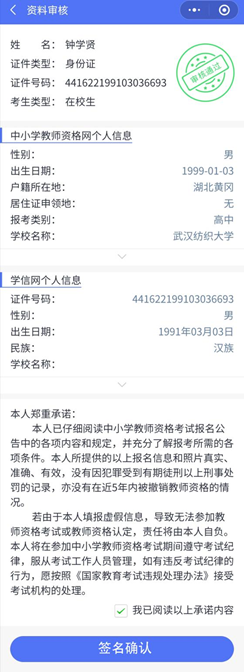 资料审核
姓 名： 钟学贤
证件类型： 身份证
证件号码： 441622199103036693
考生类型： 在校生
审核通过
中小学教师资格网个人信息
性别： 男
出生日期： 1999-01-03
户籍所在地： 湖北黄冈
居住证申领地： 无
报考类别： 高中
学校名称： 武汉纺织大学
学信网个人信息
证件号码： 441622199103036693
性别： 男
出生日期： 1991年03月03日
民族： 汉族
学校名称：
本人郑重承诺：
本人已仔细阅读中小学教师资格考试报名公
告中的各项内容和规定，并充分了解报考所需的各
项条件。本人所提供的以上报名信息和照片真实、
准确、有效，没有因犯罪受到有期徒刑以上刑事处
罚的记录，亦没有在近5年内被撤销教师资格的情
况。
若由于本人填报虚假信息，导致无法参加教
师资格考试或教师资格认定，责任将由本人自负。
本人将在参加中小学教师资格考试期间遵守考试纪
律，服从考试工作人员管理，如有违反考试纪律的
行为，愿按照《国家教育考试违规处理办法》接受
考试机构的处理。
我已阅读以上承诺内容
签名确认